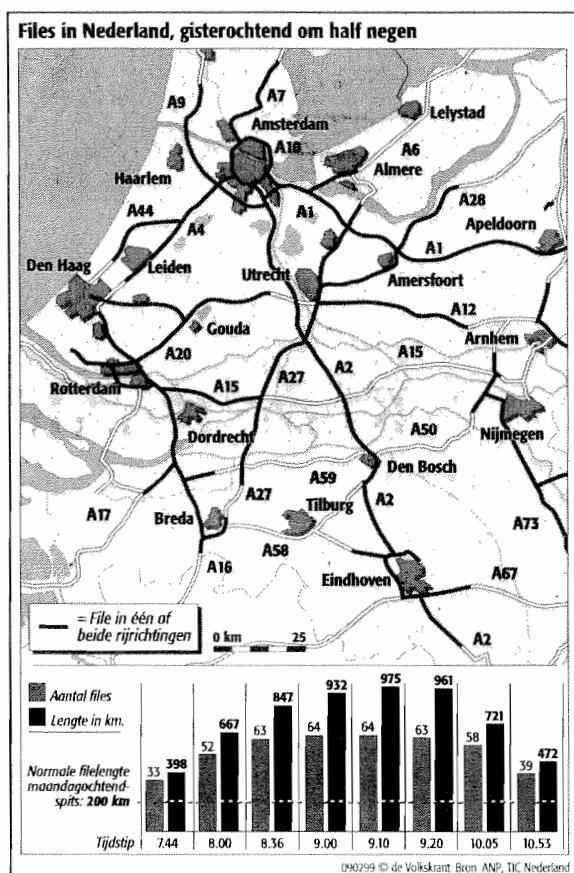 Files in Nederland, gisterochtend om half negen
A9
A7
Lelystad
Amsterdam
A10
A6
Haarlem
Almere
A28
A44
A4
A1
Apeldoorn
A1
Den Haag
Leiden
Utrecht
Amersfoort
A12
Gouda
Arnhem
A20
A2
A15
Rotterdam
A15
A27
Dordrecht
A50
Nijmegen
A59
Den Bosch
A17
Breda
A27
Tilburg
A2
A73
A16
A58
Eindhoven
A67
A2
= File in één of
beide rijrichtingen
0 km 25
Aantal files
Lengte in km.
Normale filelengte
maandagochtend-
spits: 200 km
33 398
52 667
63 847
64 932
64 975
63 961
58 721
39 472
Tijdstip 7.44 8.00 8.36 9.00 9.10 9.20 10.05 10.53
090299 © de Volkskrant Bron ANP, TIC Nederland